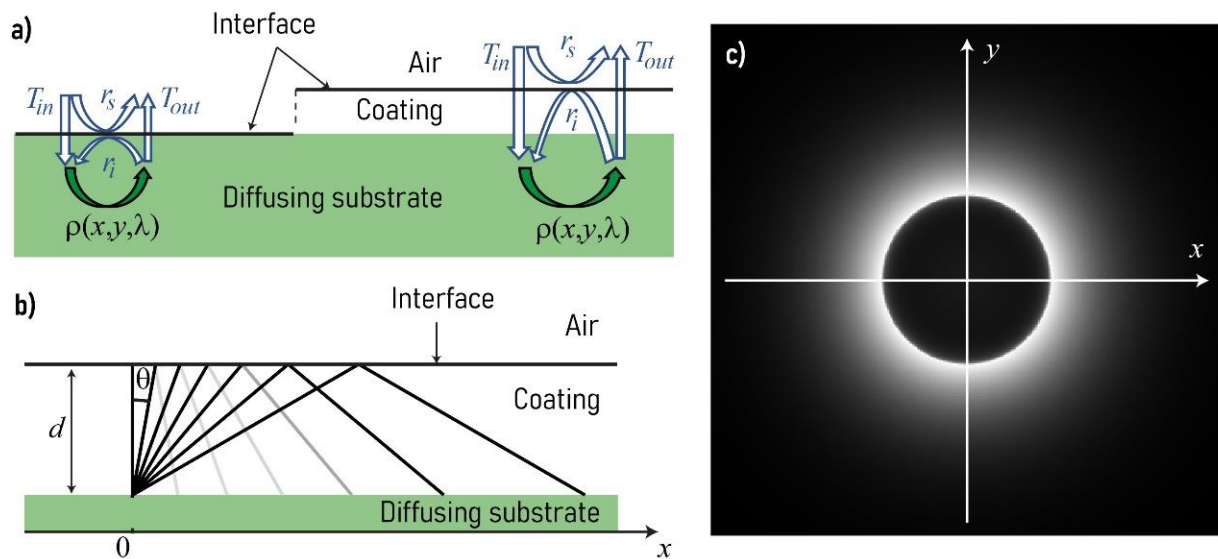 a)
Interface
T_in
r_s
T_out
r_i
Air
Coating
T_in
r_s
T_out
r_i
Diffusing substrate
ρ(x,y,λ)
ρ(x,y,λ)
b)
Interface
Air
θ
d
Coating
Diffusing substrate
0
x
c)
y
x